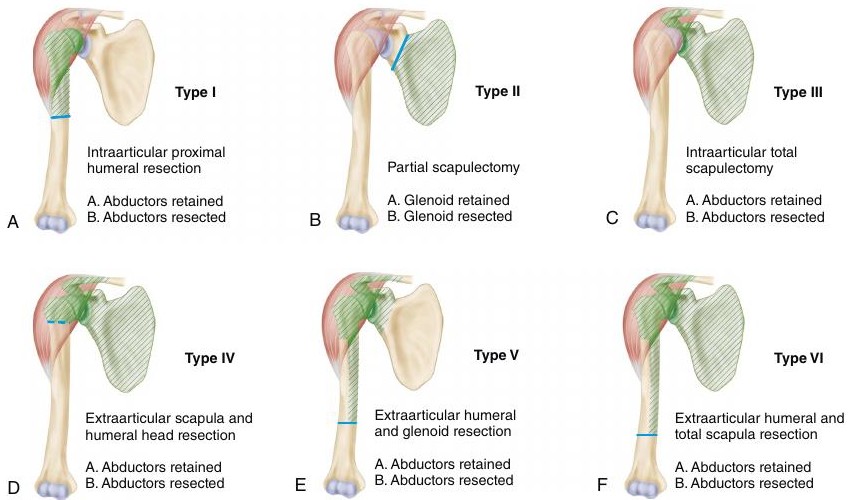 Type I
Intraarticular proximal
humeral resection
A. Abductors retained
B. Abductors resected
A
Type II
Partial scapulectomy
A. Glenoid retained
B. Glenoid resected
B
Type III
Intraarticular total
scapulectomy
A. Abductors retained
B. Abductors resected
C
Type IV
Extraarticular scapula and
humeral head resection
A. Abductors retained
B. Abductors resected
D
Type V
Extraarticular humeral
and glenoid resection
A. Abductors retained
B. Abductors resected
E
Type VI
Extraarticular humeral and
total scapula resection
A. Abductors retained
B. Abductors resected
F